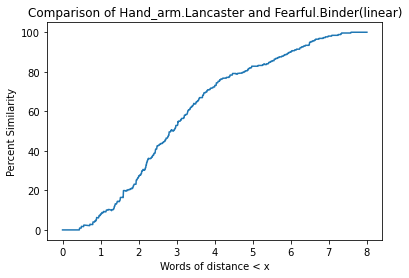 Comparison of Hand_arm.Lancaster and Fearful.Binder(linear)
100
80
60
40
20
0
Percent Similarity
0 1 2 3 4 5 6 7 8
Words of distance < x